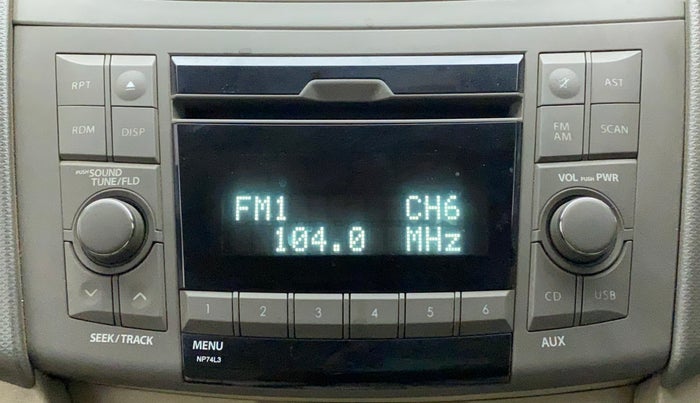 RPT
AST
RDM DISP
FM AM
SCAN
PUSH SOUND
TUNE/FLD
VOL PUSH PWR
FM1 CH6
104.0 MHz
1 2 3 4 5 6
CD USB
SEEK/TRACK
MENU
NP74L3
AUX